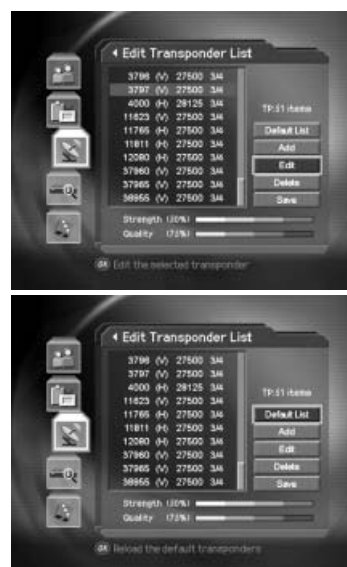 Edit Transponder List
3796 (V) 27500 3/4
3797 (V) 27500 3/4
4000 (H) 28125 3/4
11623 (V) 27500 3/4
11766 (H) 27500 3/4
11811 (H) 27500 3/4
12080 (H) 27500 3/4
37960 (V) 27500 3/4
37965 (V) 27500 3/4
38955 (V) 27500 3/4
TP:51 items
Default List
Add
Edit
Delete
Save
Strength (30%)
Quality (73%)
OK Edit the selected transponder
Edit Transponder List
3796 (V) 27500 3/4
3797 (V) 27500 3/4
4000 (H) 28125 3/4
11623 (V) 27500 3/4
11766 (H) 27500 3/4
11811 (H) 27500 3/4
12080 (H) 27500 3/4
37960 (V) 27500 3/4
37965 (V) 27500 3/4
38955 (V) 27500 3/4
TP:51 items
Default List
Add
Edit
Delete
Save
Strength (30%)
Quality (73%)
OK Reload the default transponders